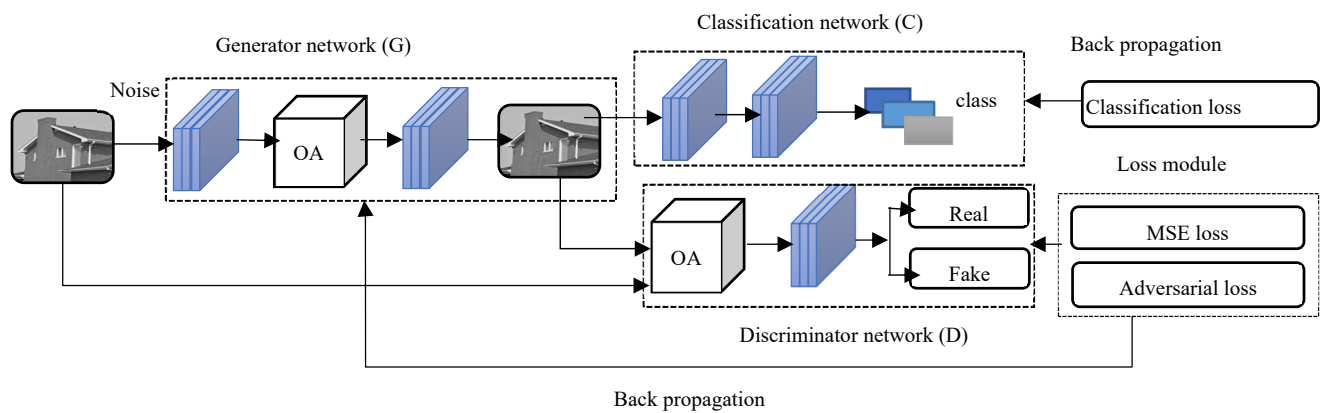 Classification network (C)
Generator network (G)
Back propagation
Noise
class
Classification loss
OA
Loss module
Real
MSE loss
OA
Fake
Adversarial loss
Discriminator network (D)
Back propagation